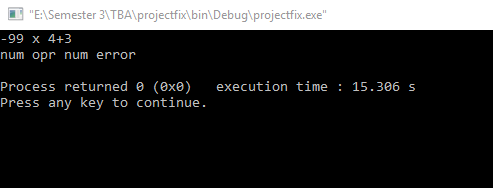 "E:\Semester 3\TBA\projectfix\bin\Debug\projectfix.exe"
-99 x 4+3
num opr num error
Process returned 0 (0x0)   execution time : 15.306 s
Press any key to continue.